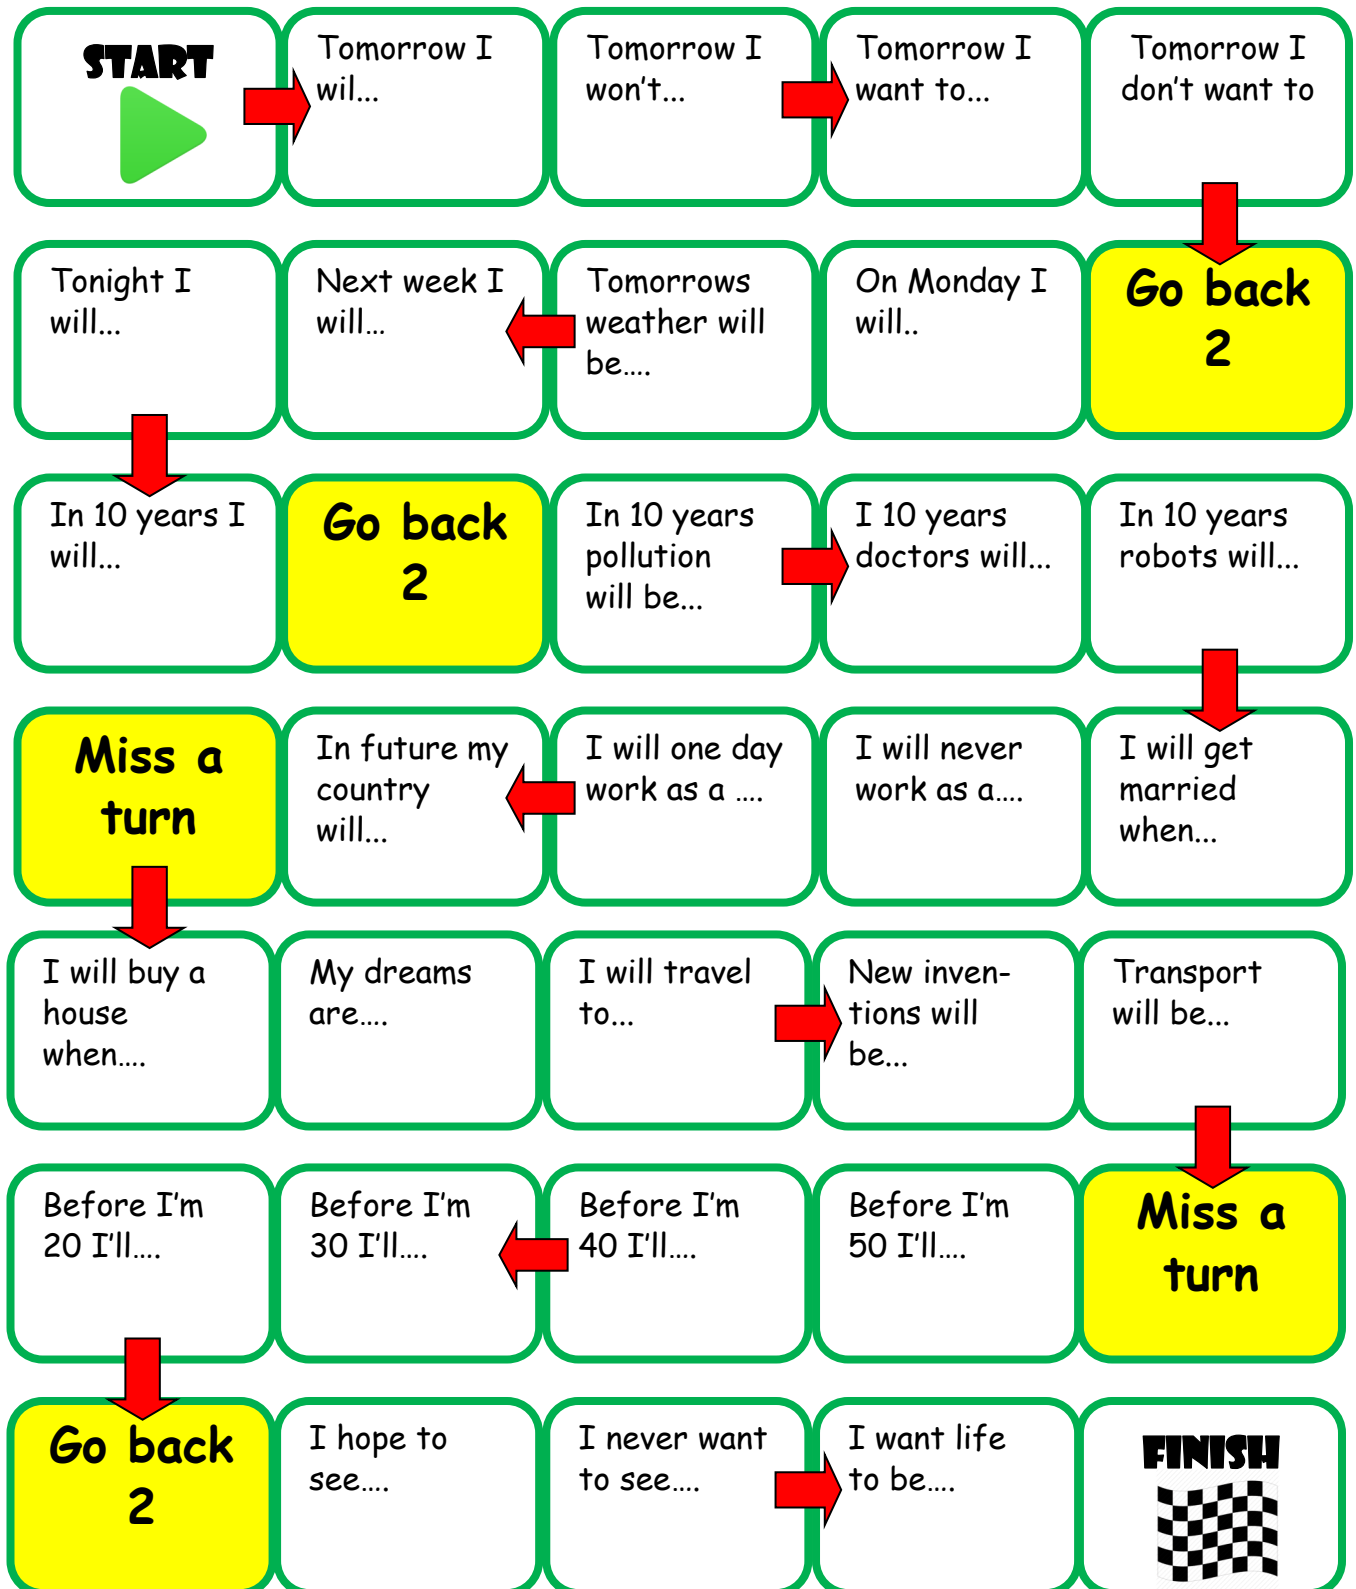 START
Tomorrow I
wil...
Tomorrow I
won't...
Tomorrow I
want to...
Tomorrow I
don't want to
Tonight I
will...
Next week I
will...
Tomorrows
weather will
be....
On Monday I
will..
Go back
2
In 10 years I
will...
Go back
2
In 10 years
pollution
will be...
I 10 years
doctors will...
In 10 years
robots will...
Miss a
turn
In future my
country
will...
I will one day
work as a ....
I will never
work as a....
I will get
married
when...
I will buy a
house
when....
My dreams
are....
I will travel
to...
New inven-
tions will
be...
Transport
will be...
Before I'm
20 I'll....
Before I'm
30 I'll....
Before I'm
40 I'll....
Before I'm
50 I'll....
Miss a
turn
Go back
2
I hope to
see....
I never want
to see....
I want life
to be....
FINISH